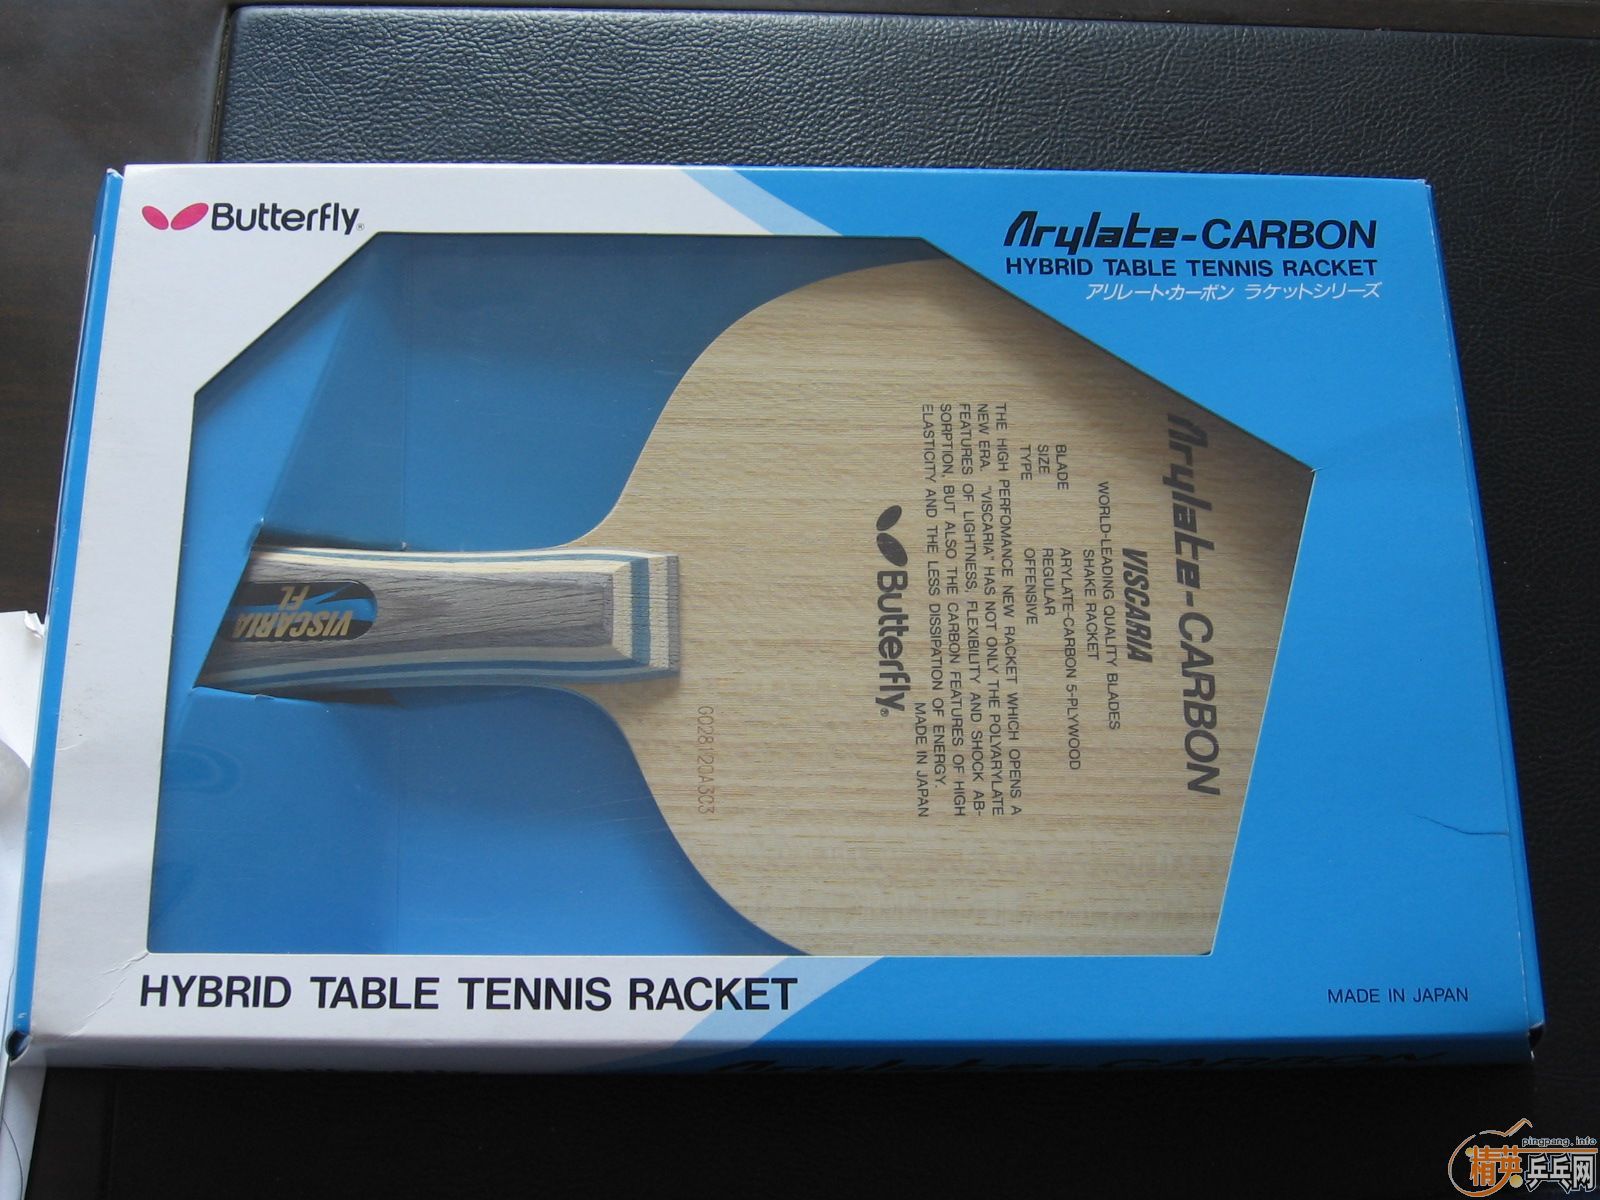 Butterfly®
Arylate-CARBON
HYBRID TABLE TENNIS RACKET
アリレート・カーボン ラケットシリーズ
Arylate-CARBON
VISCARIA
WORLD-LEADING QUALITY BLADES
SHAKE RACKET
BLADE ARYLATE-CARBON 5-PLYWOOD
SIZE REGULAR
TYPE OFFENSIVE
THE HIGH PERFOMANCE NEW RACKET WHICH OPENS A
NEW ERA. "VISCARIA" HAS NOT ONLY THE POLYARYLATE
FEATURES OF LIGHTNESS, FLEXIBILITY AND SHOCK AB-
SORPTION, BUT ALSO THE CARBON FEATURES OF HIGH
ELASTICITY AND THE LESS DISSIPATION OF ENERGY.
MADE IN JAPAN
Butterfly®
VISCARIA
FL
G028120A3C3
HYBRID TABLE TENNIS RACKET
MADE IN JAPAN
Arylate-CARBON
pingpang.info
精英乒乓网